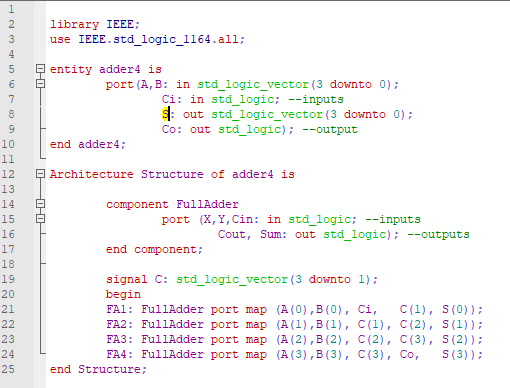 1
2 library IEEE;
3 use IEEE.std_logic_1164.all;
4
5 entity adder4 is
6 port(A,B: in std_logic_vector(3 downto 0);
7 Ci: in std_logic; --inputs
8 S: out std_logic_vector(3 downto 0);
9 Co: out std_logic); --output
10 end adder4;
11
12 Architecture Structure of adder4 is
13
14 component FullAdder
15 port (X,Y,Cin: in std_logic; --inputs
16 Cout, Sum: out std_logic); --outputs
17 end component;
18
19 signal C: std_logic_vector(3 downto 1);
20 begin
21 FA1: FullAdder port map (A(0),B(0), Ci, C(1), S(0));
22 FA2: FullAdder port map (A(1),B(1), C(1), C(2), S(1));
23 FA3: FullAdder port map (A(2),B(2), C(2), C(3), S(2));
24 FA4: FullAdder port map (A(3),B(3), C(3), Co, S(3));
25 end Structure;